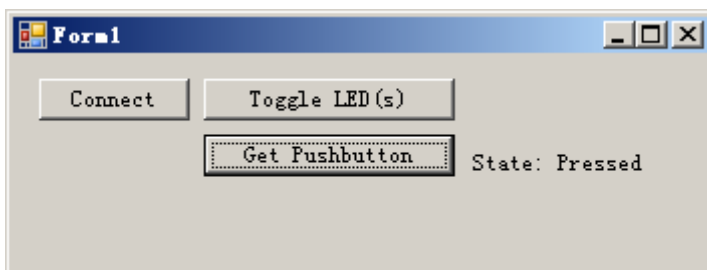 Form1
Connect
Toggle LED(s)
Get Pushbutton
State: Pressed